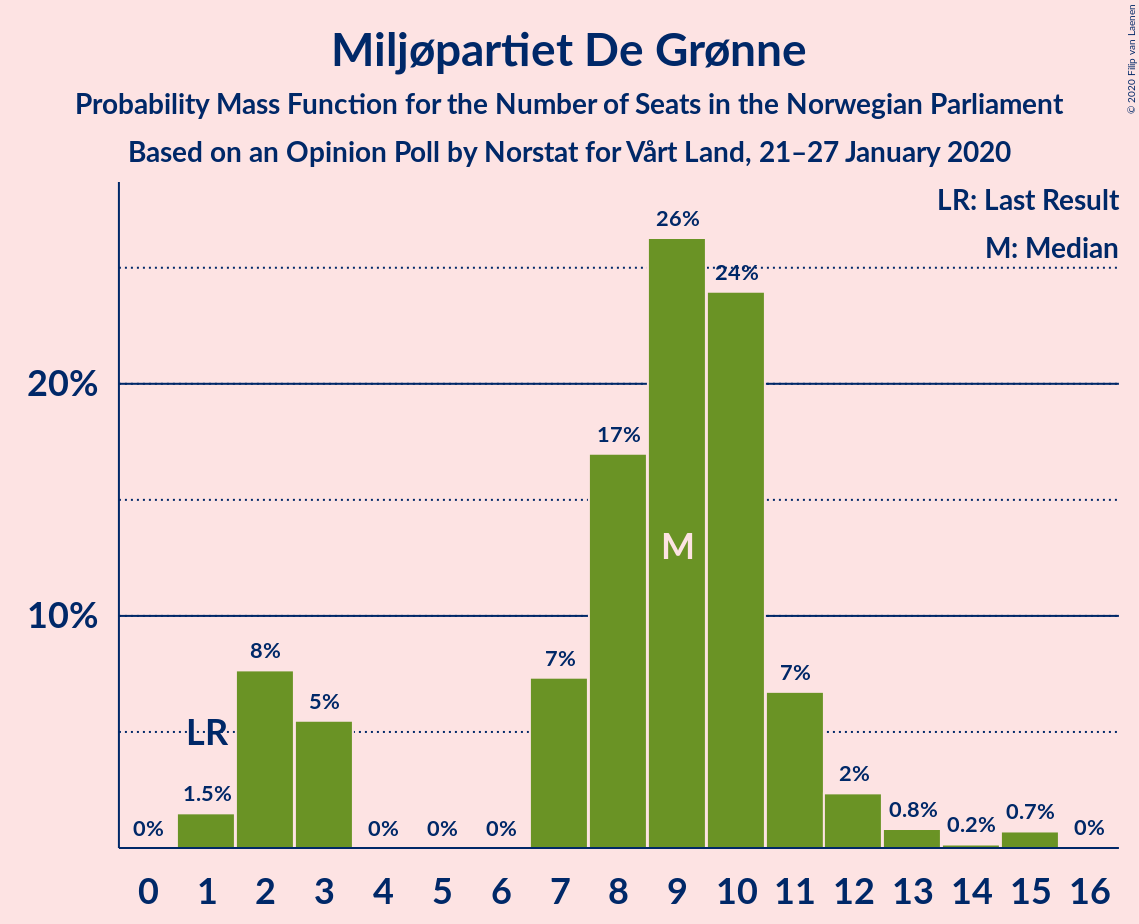 Miljøpartiet De Grønne
Probability Mass Function for the Number of Seats in the Norwegian Parliament
Based on an Opinion Poll by Norstat for Vårt Land, 21–27 January 2020
© 2020 Filip van Laenen
LR: Last Result
M: Median
26%
24%
20%
17%
M
10%
8%
7%
7%
5%
LR
1.5%
2%
0.8%
0.7%
0.2%
0%
0%
0%
0%
0%
0 1 2 3 4 5 6 7 8 9 10 11 12 13 14 15 16